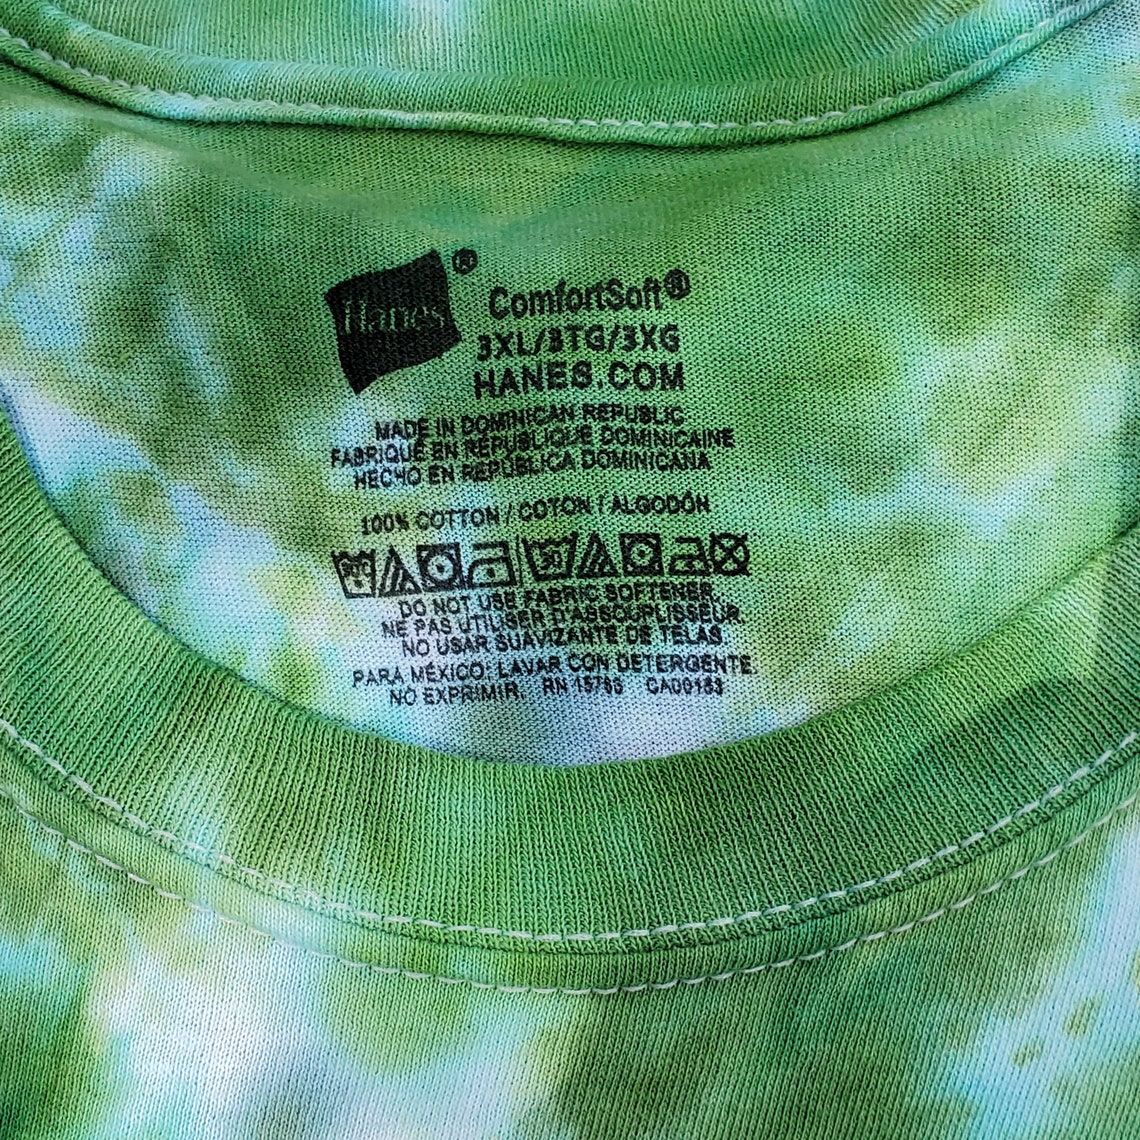 Hanes ®
ComfortSoft®
3XL/3TG/3XG
HANES.COM
MADE IN DOMINICAN REPUBLIC
FABRIQUÉ EN RÉPUBLIQUE DOMINICAINE
HECHO EN REPÚBLICA DOMINICANA
100% COTTON / COTON / ALGODÓN
DO NOT USE FABRIC SOFTENER.
NE PAS UTILISER D'ASSOUPLISSEUR.
NO USAR SUAVIZANTE DE TELAS
PARA MÉXICO: LAVAR CON DETERGENTE.
NO EXPRIMIR. RN 15763 CA00153